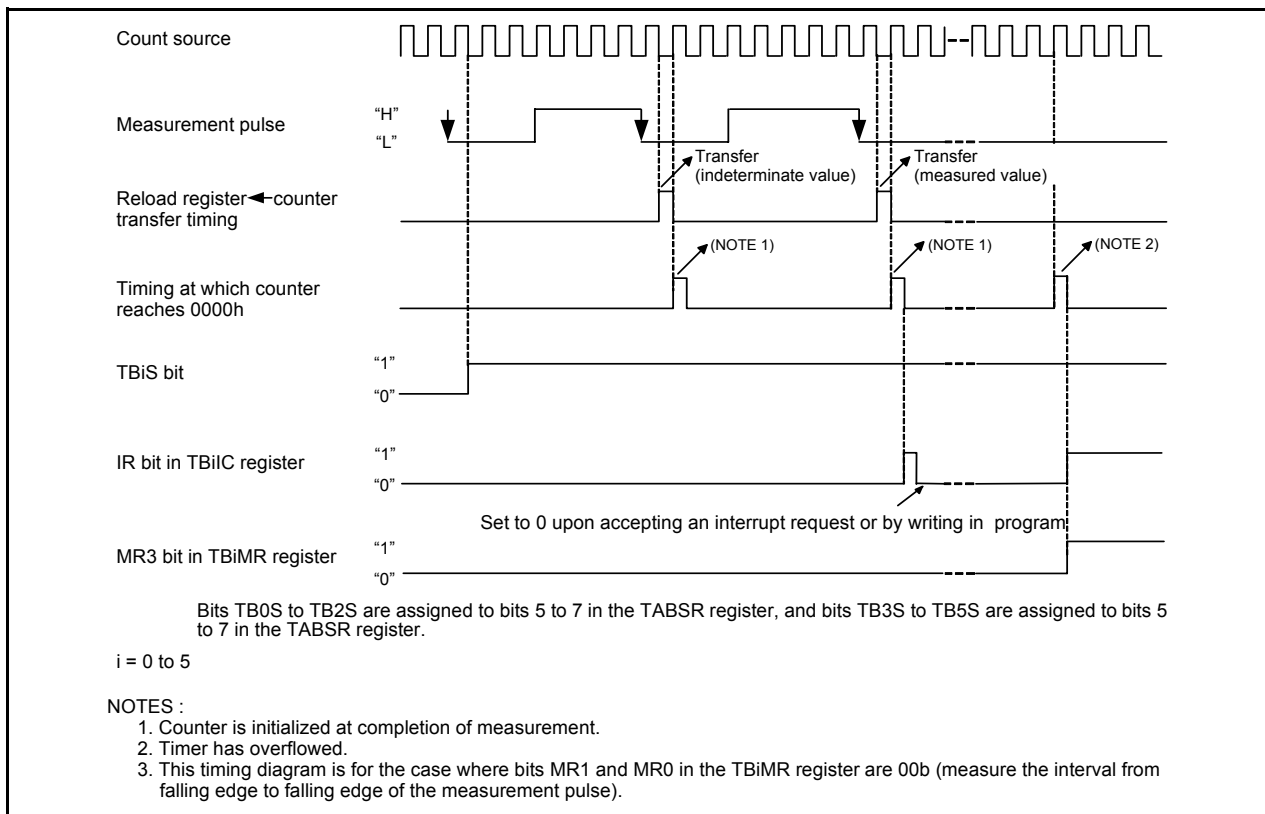 Count source
Measurement pulse
“H”
“L”
Transfer
(indeterminate value)
Transfer
(measured value)
Reload register ◄ counter
transfer timing
(NOTE 1)
(NOTE 1)
(NOTE 2)
Timing at which counter
reaches 0000h
TBiS bit
“1”
“0”
IR bit in TBiIC register
“1”
“0”
Set to 0 upon accepting an interrupt request or by writing in program
MR3 bit in TBiMR register
“1”
“0”
Bits TB0S to TB2S are assigned to bits 5 to 7 in the TABSR register, and bits TB3S to TB5S are assigned to bits 5
to 7 in the TABSR register.
i = 0 to 5
NOTES :
1. Counter is initialized at completion of measurement.
2. Timer has overflowed.
3. This timing diagram is for the case where bits MR1 and MR0 in the TBiMR register are 00b (measure the interval from
falling edge to falling edge of the measurement pulse).